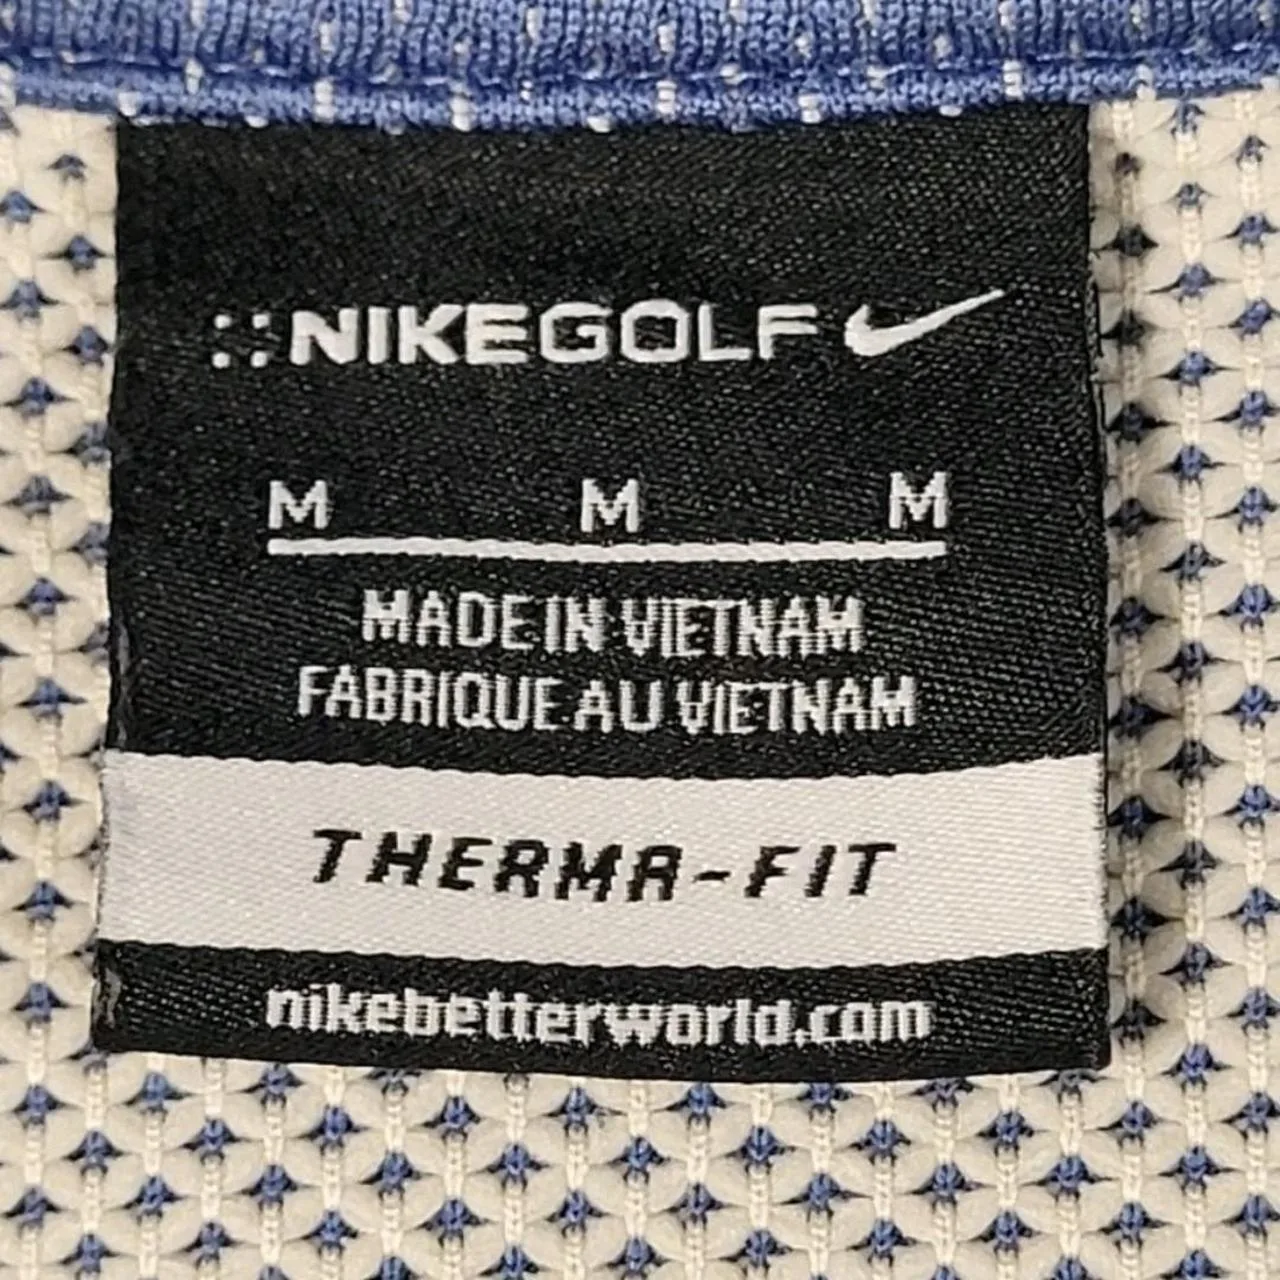 NIKEGOLF
M M M
MADE IN VIETNAM
FABRIQUE AU VIETNAM
THERMA-FIT
nikebetterworld.com